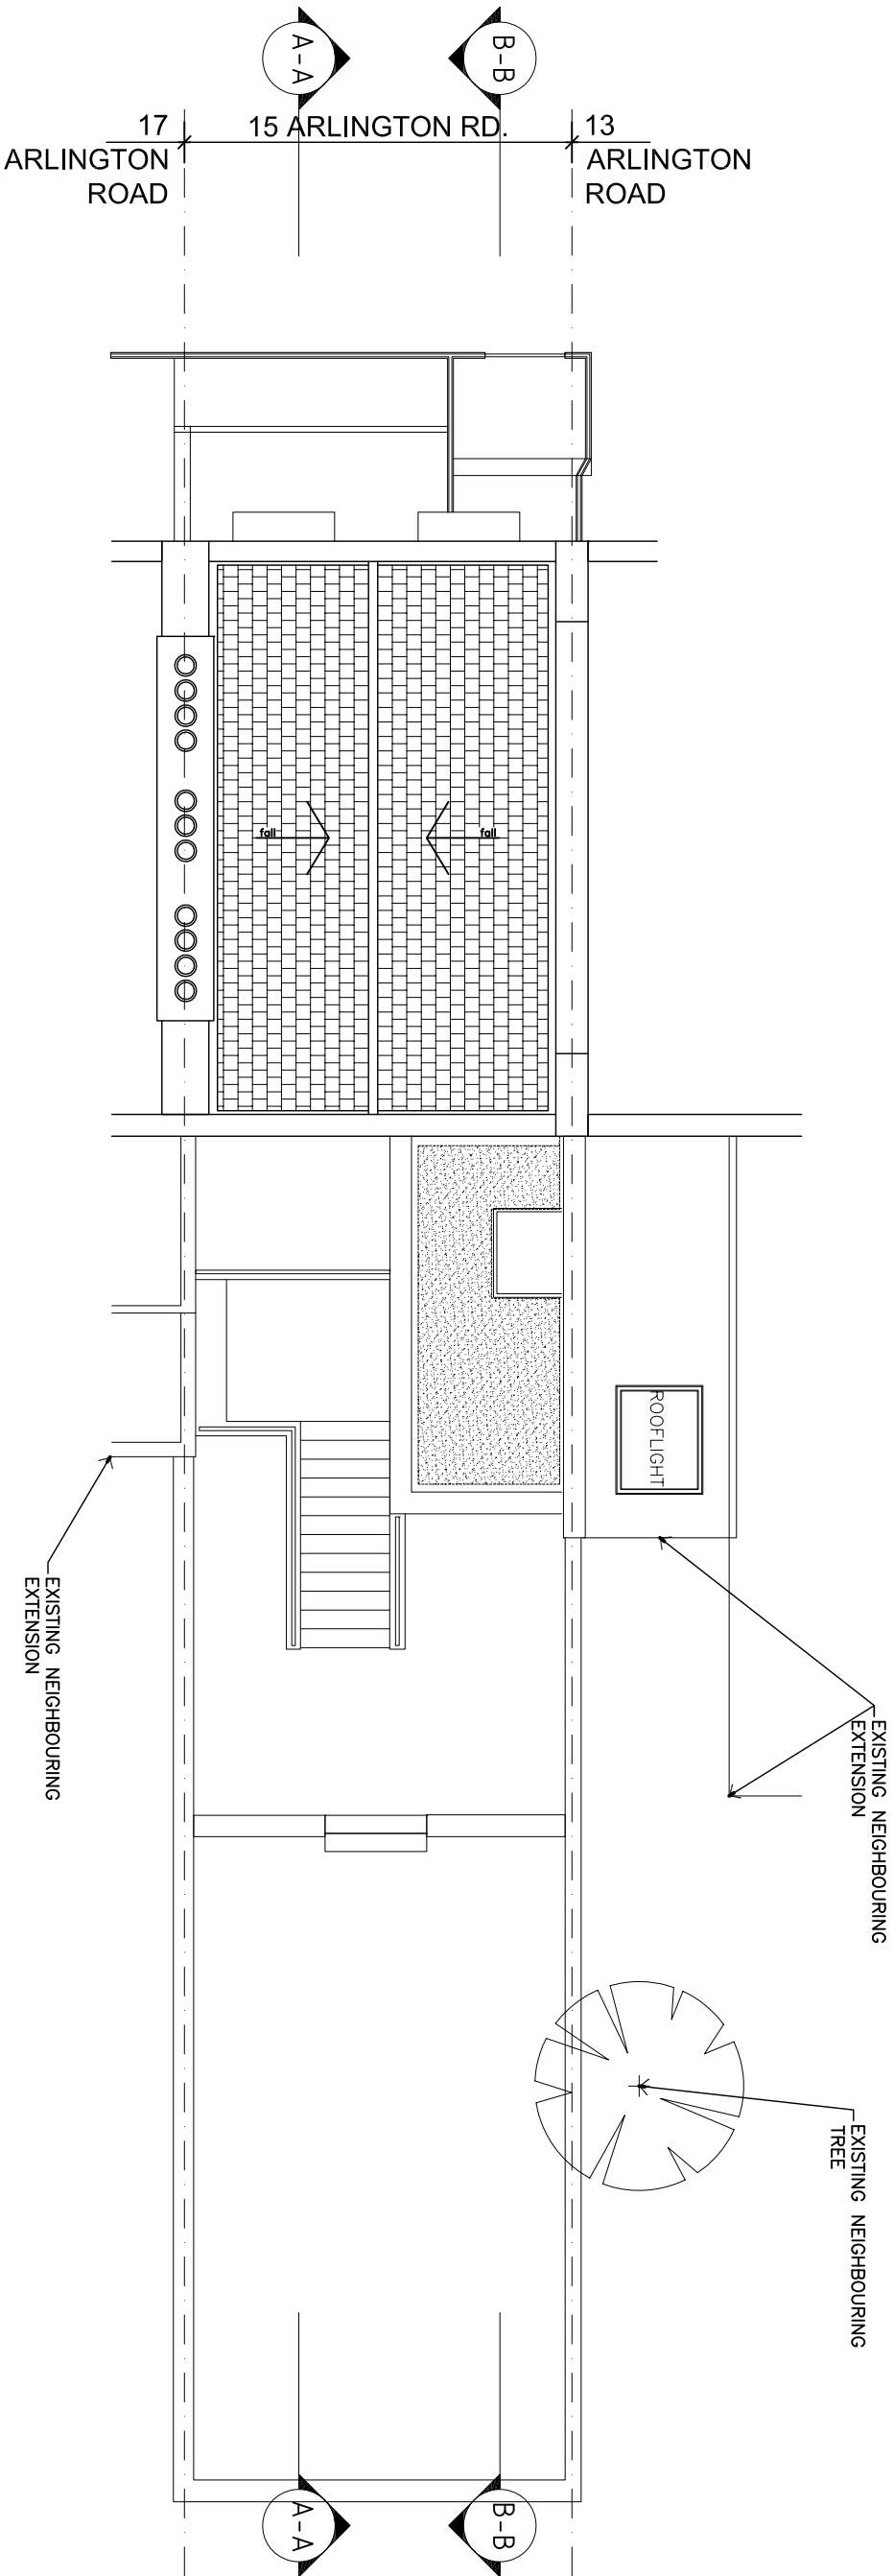 A-A
B-B
17
ARLINGTON
ROAD
15 ARLINGTON RD.
13
ARLINGTON
ROAD
fall
fall
ROOFLIGHT
EXISTING NEIGHBOURING
EXTENSION
EXISTING NEIGHBOURING
EXTENSION
EXISTING NEIGHBOURING
TREE
A-A
B-B